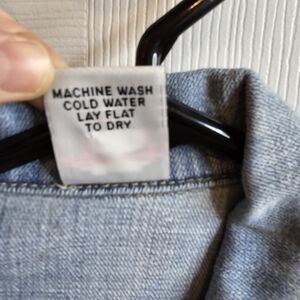 MACHINE WASH
COLD WATER
LAY FLAT
TO DRY